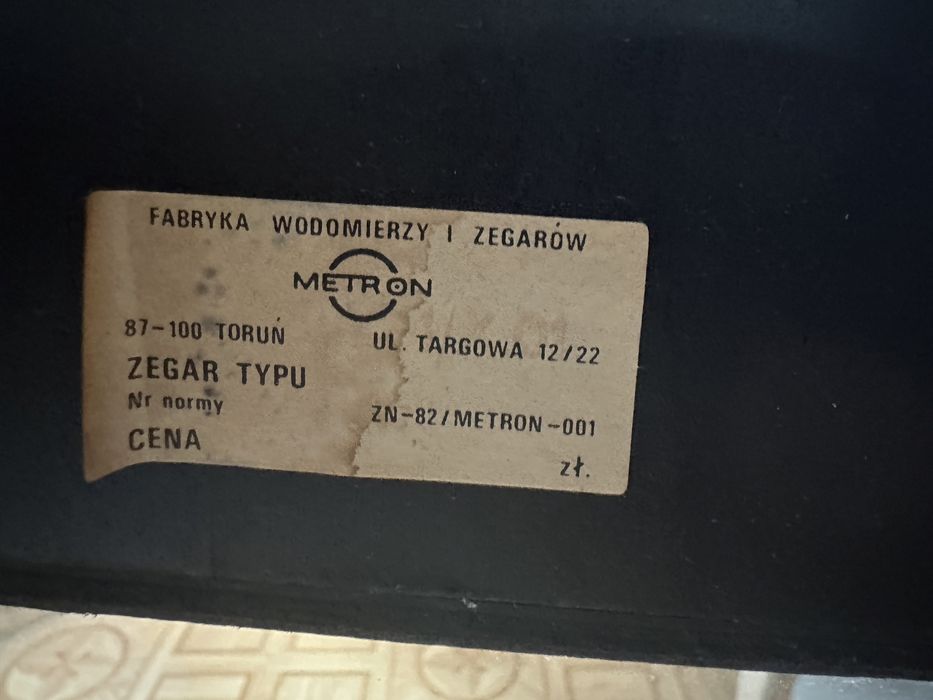 FABRYKA WODOMIERZY I ZEGARÓW
METRON
87-100 TORUŃ UL. TARGOWA 12/22
ZEGAR TYPU
Nr normy ZN-82/METRON-001
CENA zł.